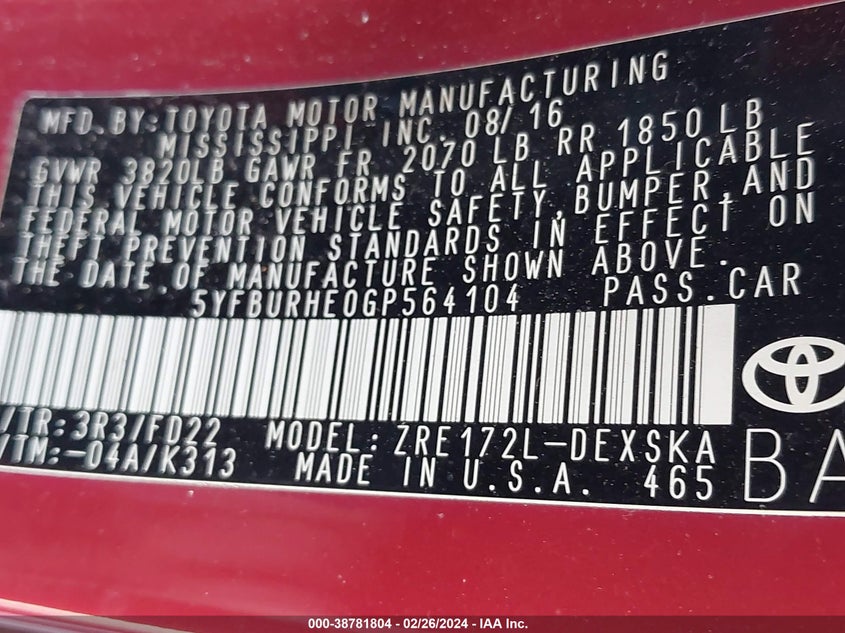 MFD. BY: TOYOTA MOTOR MANUFACTURING
MISSISSIPPI INC. 08/16
GVWR 3820LB GAWR FR 2070 LB RR 1850 LB
THIS VEHICLE CONFORMS TO ALL APPLICABLE
FEDERAL MOTOR VEHICLE SAFETY, BUMPER, AND
THEFT PREVENTION STANDARDS IN EFFECT ON
THE DATE OF MANUFACTURE SHOWN ABOVE.
5YFBURHE0GP564104 PASS. CAR
/TR: 3R3/FD22 MODEL: ZRE172L-DEXSKA
/TM: -04A/K313 MADE IN U.S.A. 465 BA
000-38781804 - 02/26/2024 - IAA Inc.